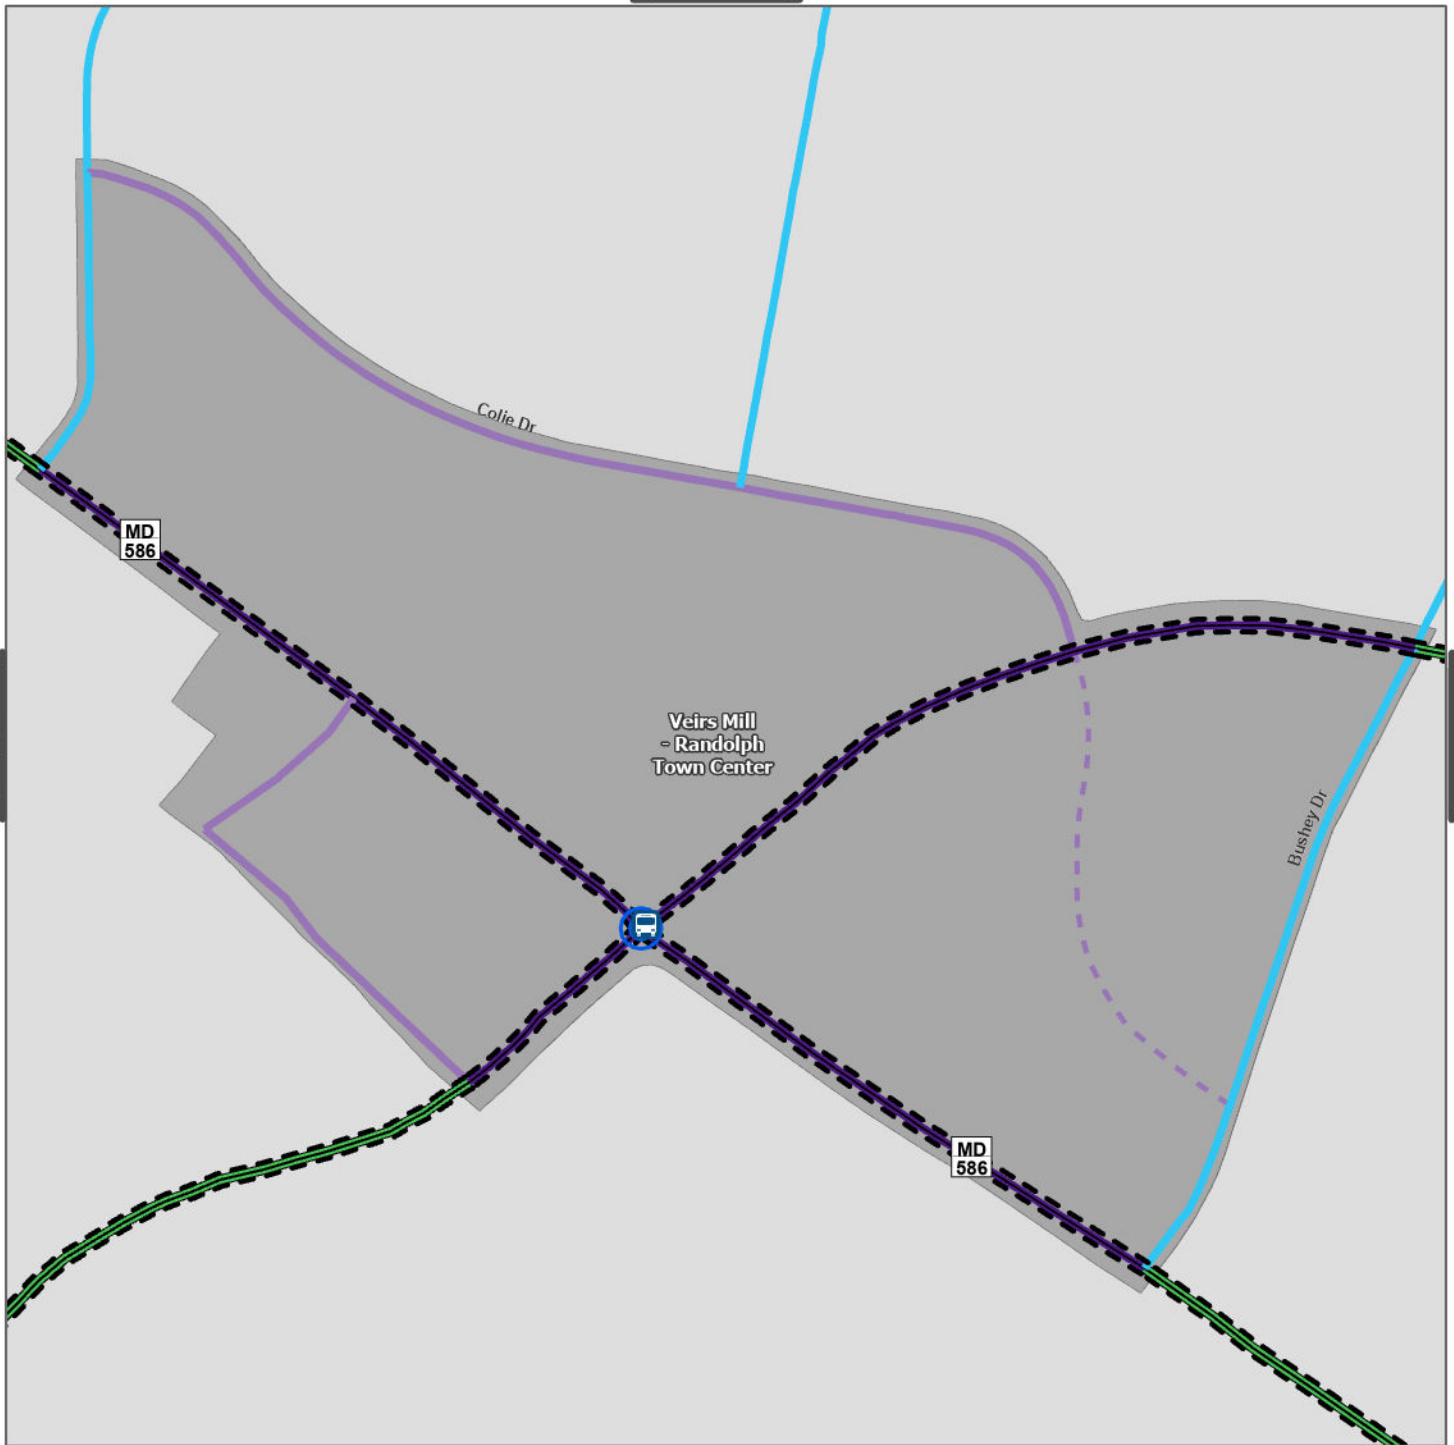 Colie Dr
MD
586
Veirs Mill
- Randolph
Town Center
Bushey Dr
MD
586